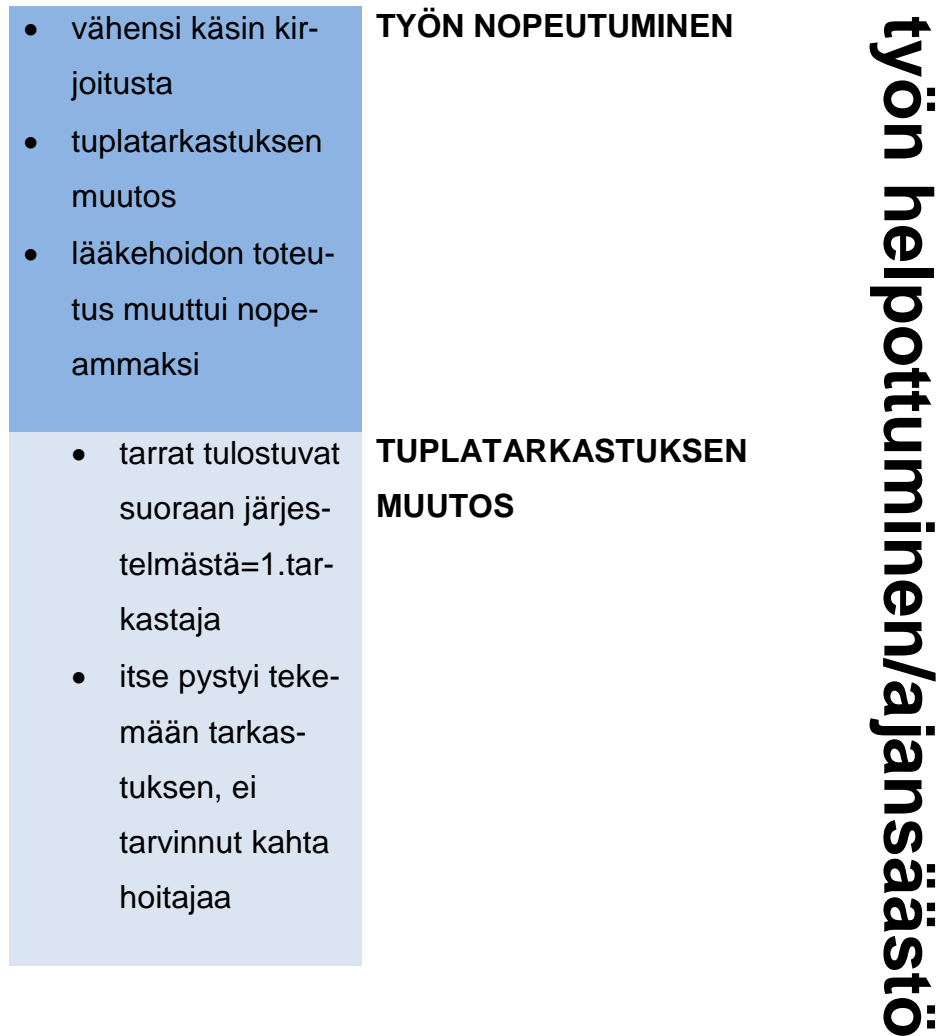 • vähensi käsin kir-
joitusta
• tuplatarkastuksen
muutos
• lääkehoidon toteu-
tus muuttui nope-
ammaksi
TYÖN NOPEUTUMINEN
• tarrat tulostuvat
suoraan järjes-
telmästä=1.tar-
kastaja
• itse pystyi teke-
mään tarkas-
tuksen, ei
tarvinnut kahta
hoitajaa
TUPLATARKASTUKSEN
MUUTOS
työn helpottuminen/ajansäästö